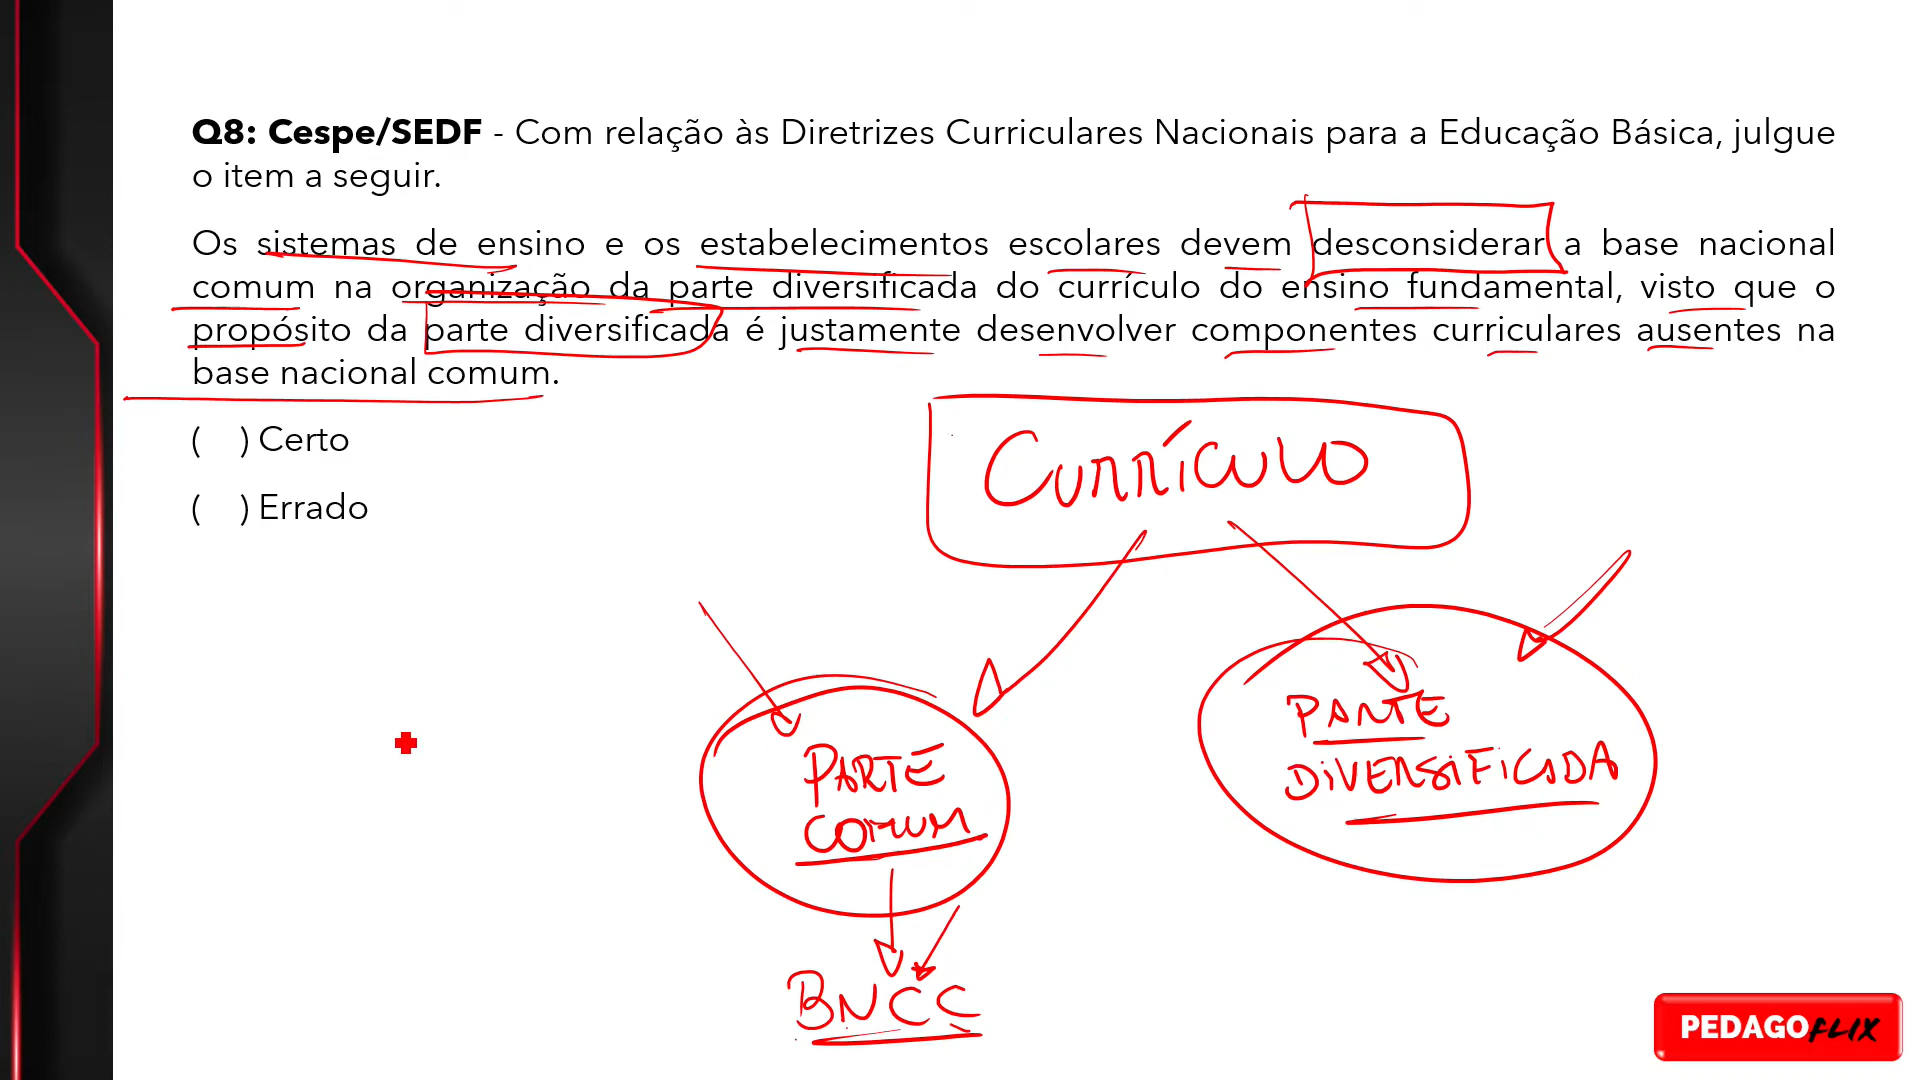 Q8: Cespe/SEDF - Com relação às Diretrizes Curriculares Nacionais para a Educação Básica, julgue
o item a seguir.
Os sistemas de ensino e os estabelecimentos escolares devem desconsiderar a base nacional
comum na organização da parte diversificada do currículo do ensino fundamental, visto que o
propósito da parte diversificada é justamente desenvolver componentes curriculares ausentes na
base nacional comum.
( ) Certo
( ) Errado
CURRÍCULO
PARTE
COMUM
BNCC
PARTE
DIVERSIFICADA
PEDAGOFLIX